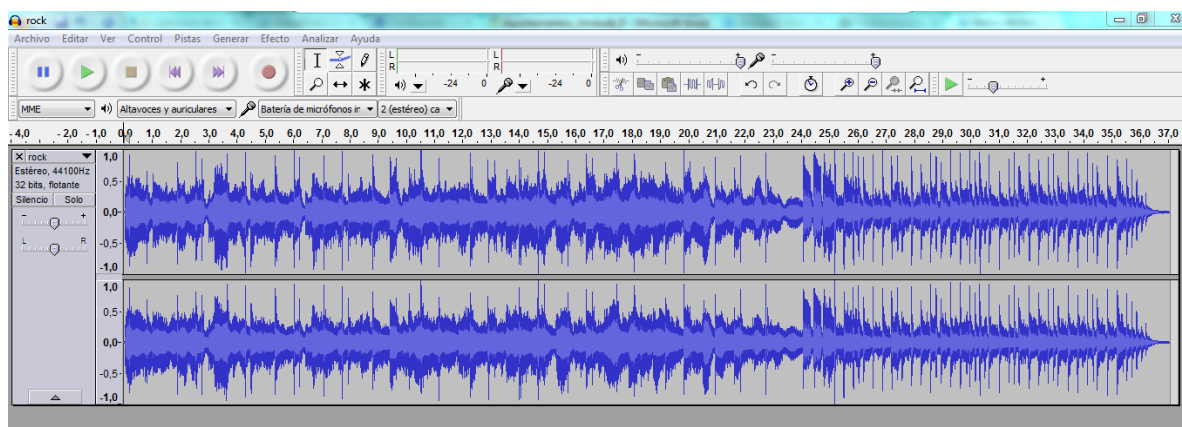 rock
Archivo Editar Ver Control Pistas Generar Efecto Analizar Ayuda
L
R
-24 0
L
R
-24 0
MME Altavoces y auriculares Batería de micrófonos ir 2 (estéreo) ca
-4,0 -2,0 -1,0 0,0 1,0 2,0 3,0 4,0 5,0 6,0 7,0 8,0 9,0 10,0 11,0 12,0 13,0 14,0 15,0 16,0 17,0 18,0 19,0 20,0 21,0 22,0 23,0 24,0 25,0 26,0 27,0 28,0 29,0 30,0 31,0 32,0 33,0 34,0 35,0 36,0 37,0
rock
Estéreo, 44100Hz
32 bits, flotante
Silencio Solo
- +
L R
1,0
0,5
0,0
-0,5
-1,0
1,0
0,5
0,0
-0,5
-1,0